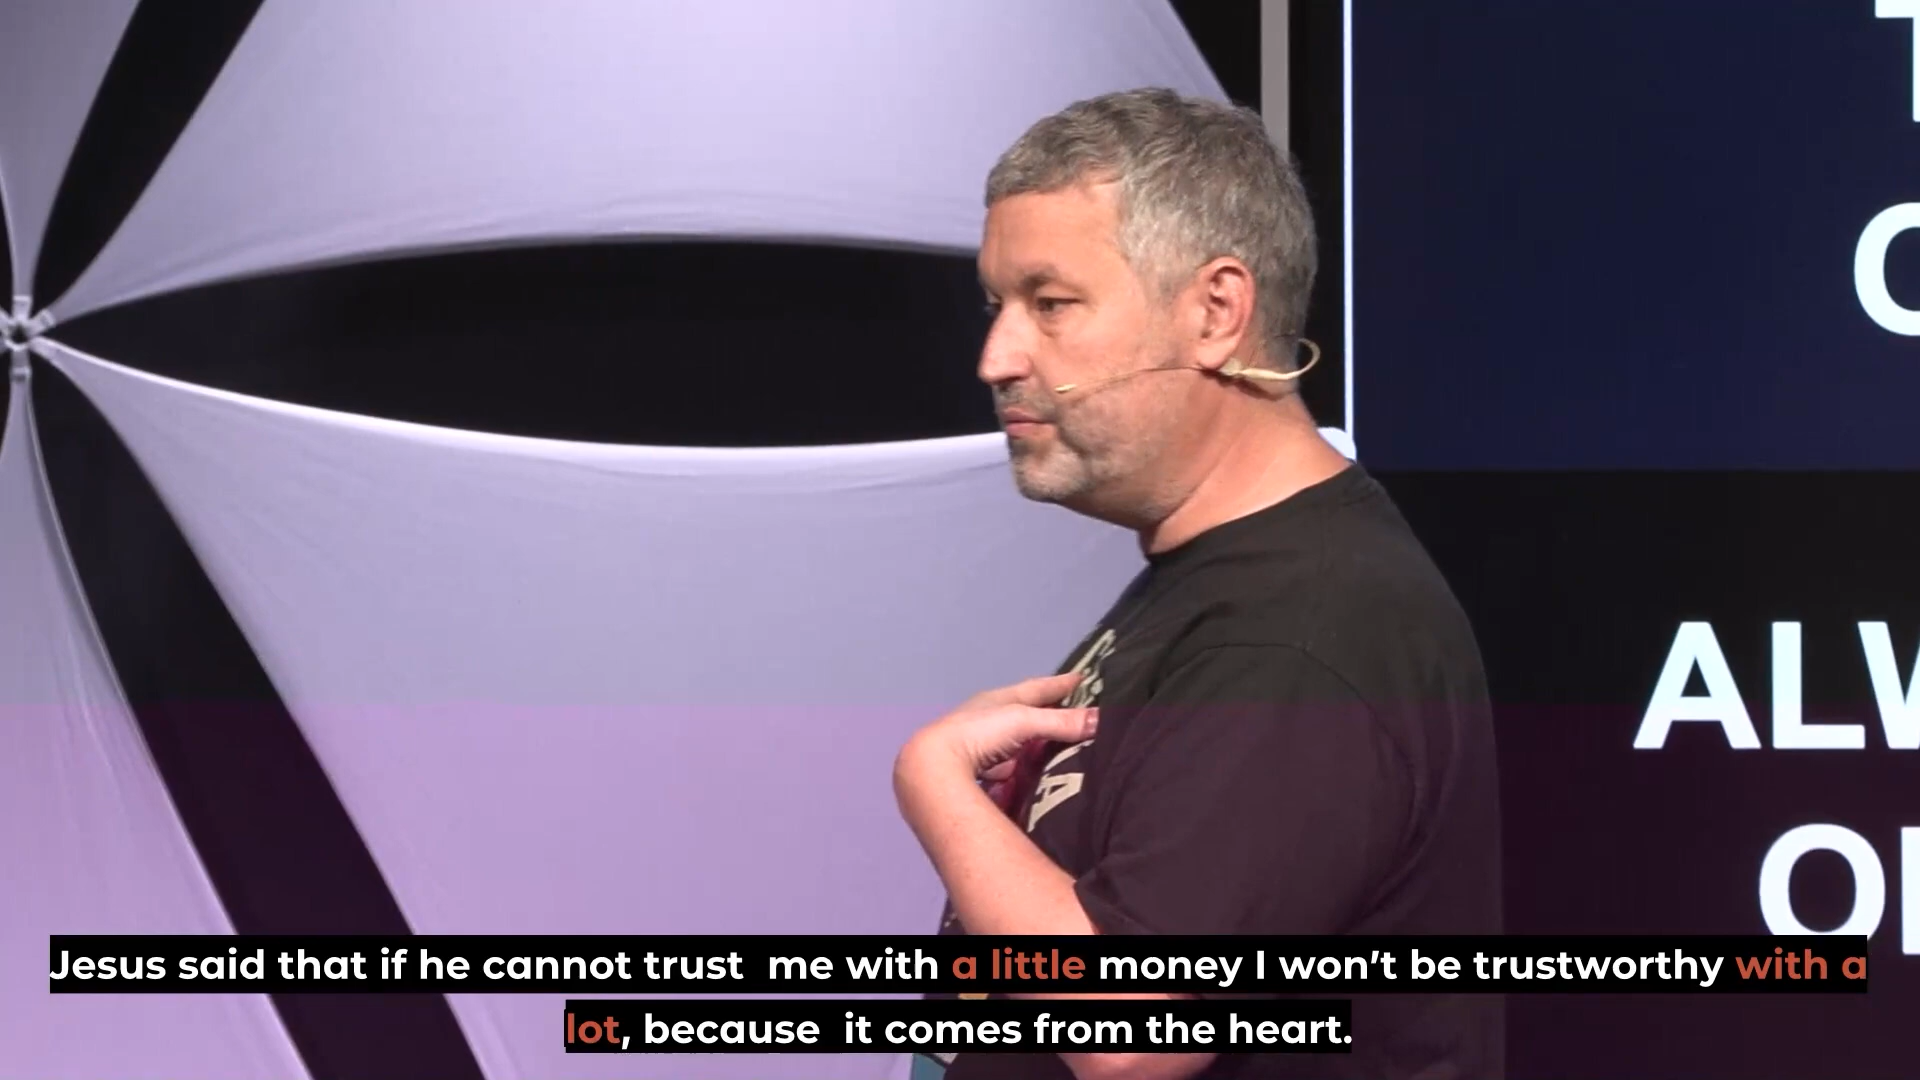 ALW
Jesus said that if he cannot trust  me with a little money I won’t be trustworthy with a
lot, because  it comes from the heart.